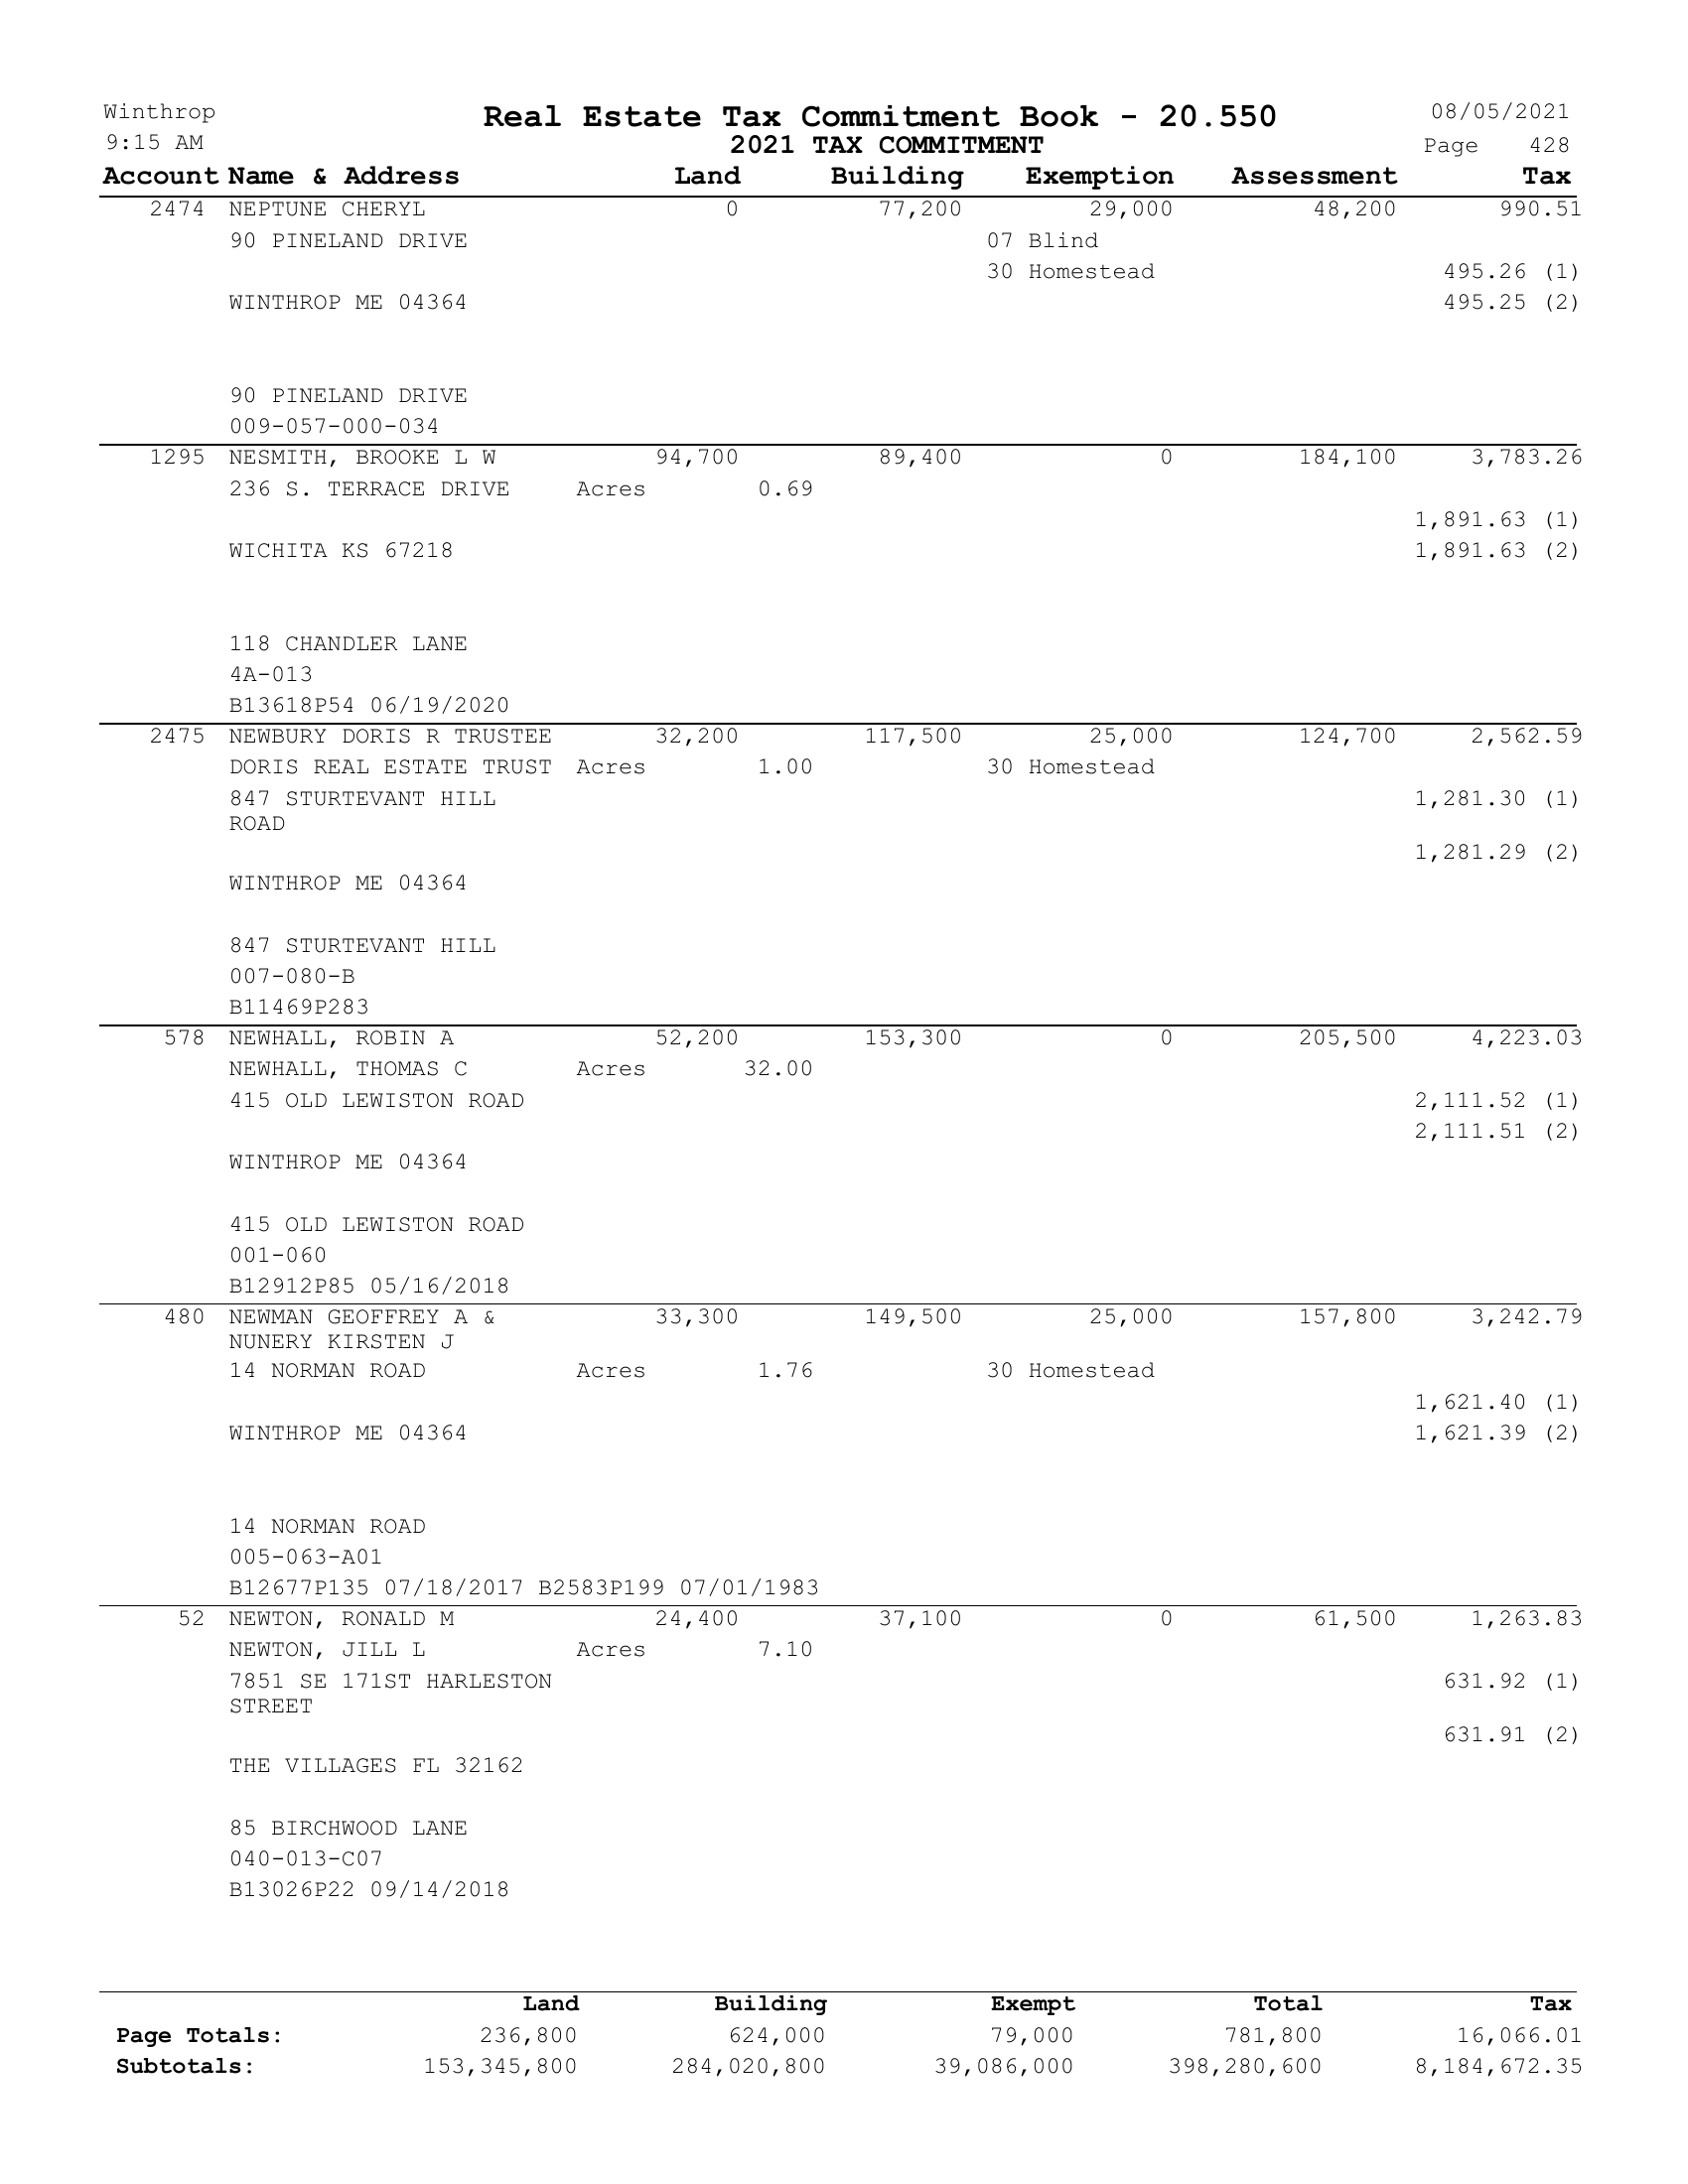 Winthrop Real Estate Tax Commitment Book - 20.550 08/05/2021
9:15 AM 2021 TAX COMMITMENT Page 428
Account Name & Address Land Building Exemption Assessment Tax
2474 NEPTUNE CHERYL 0 77,200 29,000 48,200 990.51
90 PINELAND DRIVE 07 Blind
30 Homestead 495.26 (1)
WINTHROP ME 04364 495.25 (2)
90 PINELAND DRIVE
009-057-000-034
1295 NESMITH, BROOKE L W 94,700 89,400 0 184,100 3,783.26
236 S. TERRACE DRIVE Acres 0.69
1,891.63 (1)
WICHITA KS 67218 1,891.63 (2)
118 CHANDLER LANE
4A-013
B13618P54 06/19/2020
2475 NEWBURY DORIS R TRUSTEE 32,200 117,500 25,000 124,700 2,562.59
DORIS REAL ESTATE TRUST Acres 1.00 30 Homestead
847 STURTEVANT HILL 1,281.30 (1)
ROAD
1,281.29 (2)
WINTHROP ME 04364
847 STURTEVANT HILL
007-080-B
B11469P283
578 NEWHALL, ROBIN A 52,200 153,300 0 205,500 4,223.03
NEWHALL, THOMAS C Acres 32.00
415 OLD LEWISTON ROAD 2,111.52 (1)
2,111.51 (2)
WINTHROP ME 04364
415 OLD LEWISTON ROAD
001-060
B12912P85 05/16/2018
480 NEWMAN GEOFFREY A & 33,300 149,500 25,000 157,800 3,242.79
NUNERY KIRSTEN J
14 NORMAN ROAD Acres 1.76 30 Homestead
1,621.40 (1)
WINTHROP ME 04364 1,621.39 (2)
14 NORMAN ROAD
005-063-A01
B12677P135 07/18/2017 B2583P199 07/01/1983
52 NEWTON, RONALD M 24,400 37,100 0 61,500 1,263.83
NEWTON, JILL L Acres 7.10
7851 SE 171ST HARLESTON 631.92 (1)
STREET
631.91 (2)
THE VILLAGES FL 32162
85 BIRCHWOOD LANE
040-013-C07
B13026P22 09/14/2018
Land Building Exempt Total Tax
Page Totals: 236,800 624,000 79,000 781,800 16,066.01
Subtotals: 153,345,800 284,020,800 39,086,000 398,280,600 8,184,672.35